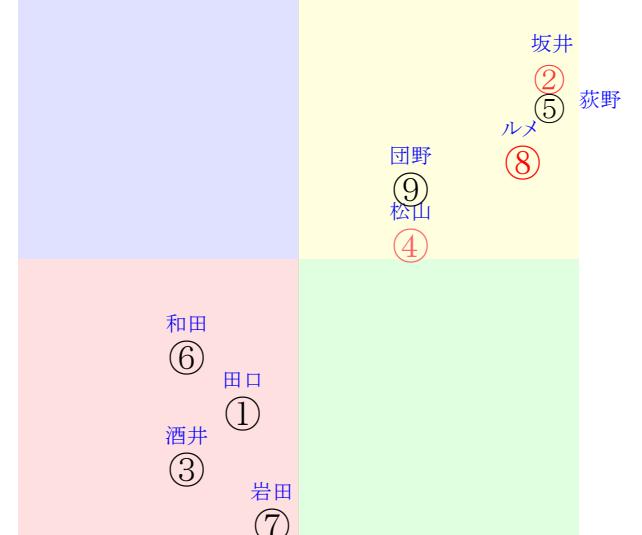 坂井
②
⑤ 荻野
ルメ
⑧
団野
⑨
松山
④
和田
⑥
田口
①
酒井
③
岩田
⑦